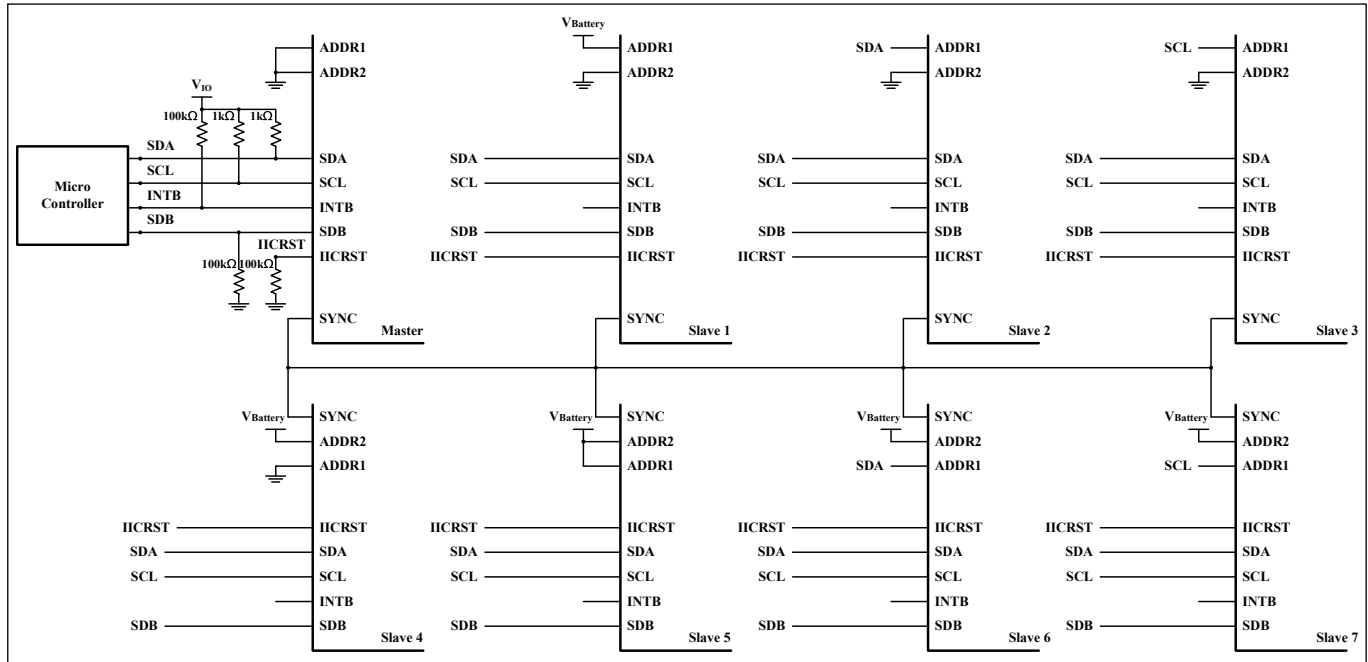 ADDR1
ADDR2
VIO
100kΩ 1kΩ 1kΩ
Micro
Controller
SDA
SCL
INTB
SDB
IICRST
100kΩ 100kΩ
SDA
SCL
INTB
SDB
IICRST
SYNC
Master
VBattery
ADDR1
ADDR2
SDA SDA
SCL SCL
INTB
SDB SDB
IICRST IICRST
SYNC
Slave 1
SDA ADDR1
ADDR2
SDA SDA
SCL SCL
INTB
SDB SDB
IICRST IICRST
SYNC
Slave 2
SCL ADDR1
ADDR2
SDA SDA
SCL SCL
INTB
SDB SDB
IICRST IICRST
SYNC
Slave 3
SYNC
VBattery
ADDR2
ADDR1
IICRST IICRST
SDA SDA
SCL SCL
INTB
SDB SDB
Slave 4
SYNC
VBattery
ADDR2
ADDR1
IICRST IICRST
SDA SDA
SCL SCL
INTB
SDB SDB
Slave 5
SYNC
VBattery
ADDR2
SDA ADDR1
IICRST IICRST
SDA SDA
SCL SCL
INTB
SDB SDB
Slave 6
SYNC
VBattery
ADDR2
SCL ADDR1
IICRST IICRST
SDA SDA
SCL SCL
INTB
SDB SDB
Slave 7